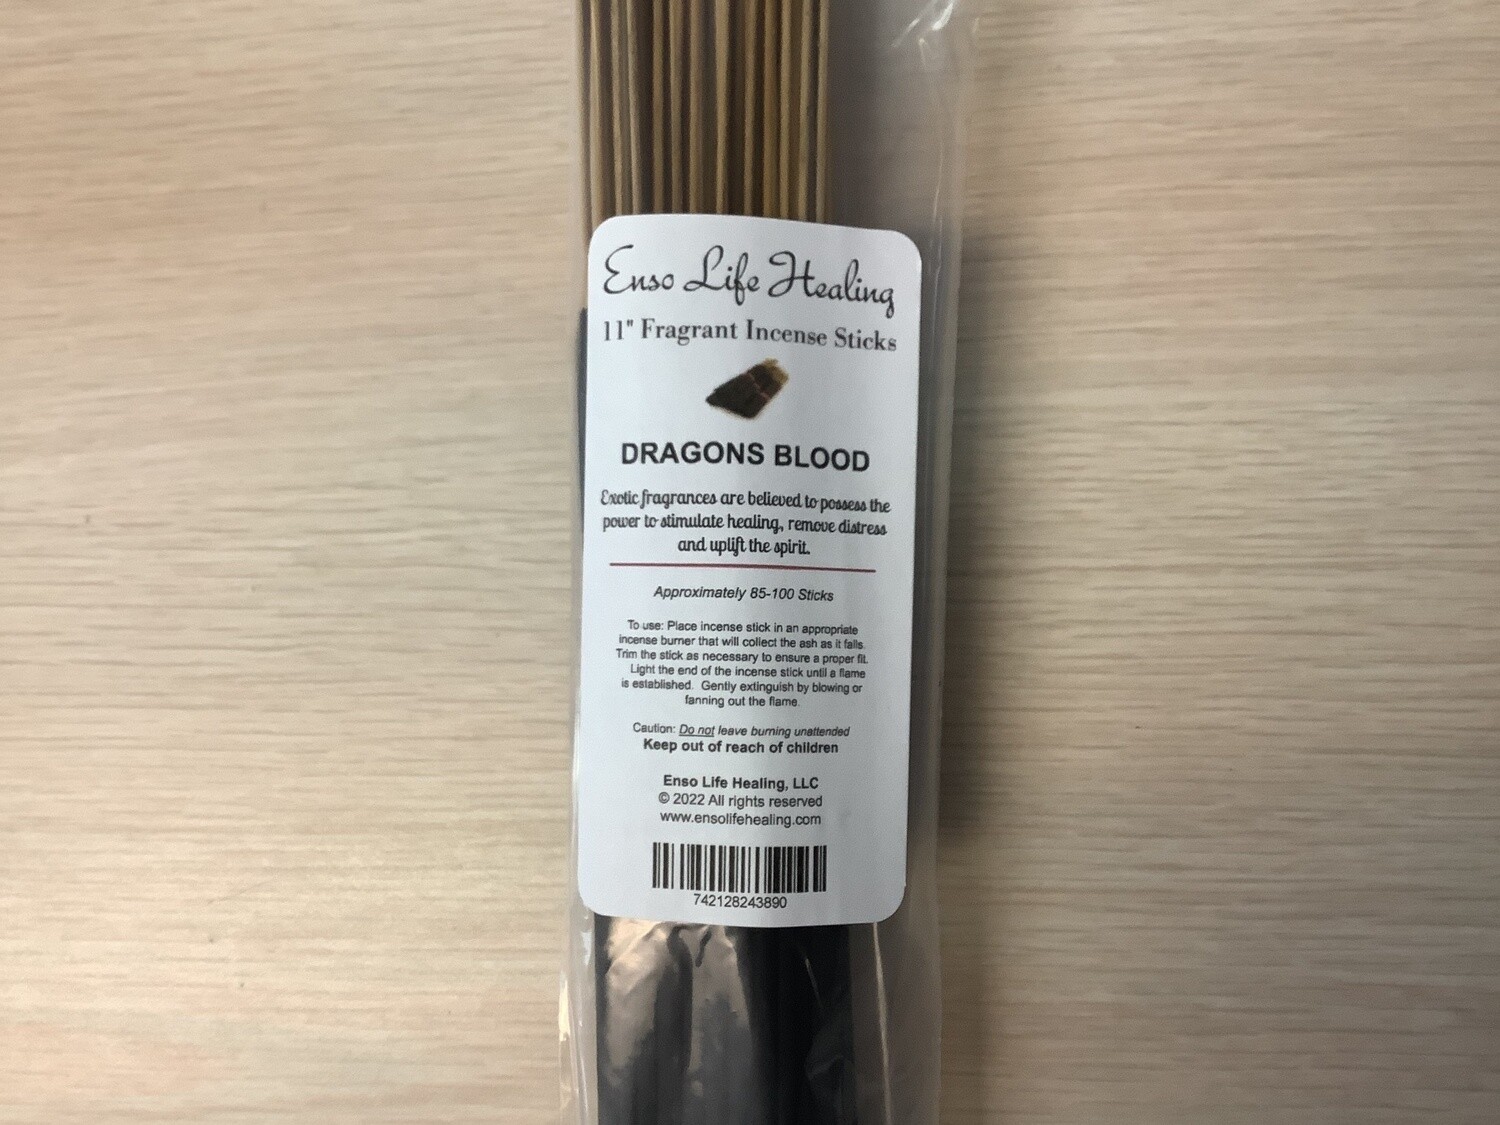 Enso Life Healing
11" Fragrant Incense Sticks
DRAGONS BLOOD
Exotic fragrances are believed to possess the
power to stimulate healing, remove distress
and uplift the spirit.
Approximately 85-100 Sticks
To use: Place incense stick in an appropriate
incense burner that will collect the ash as it falls.
Trim the stick as necessary to ensure a proper fit.
Light the end of the incense stick until a flame
is established. Gently extinguish by blowing or
fanning out the flame.
Caution: Do not leave burning unattended
Keep out of reach of children
Enso Life Healing, LLC
© 2022 All rights reserved
www.ensolifehealing.com
742128243890